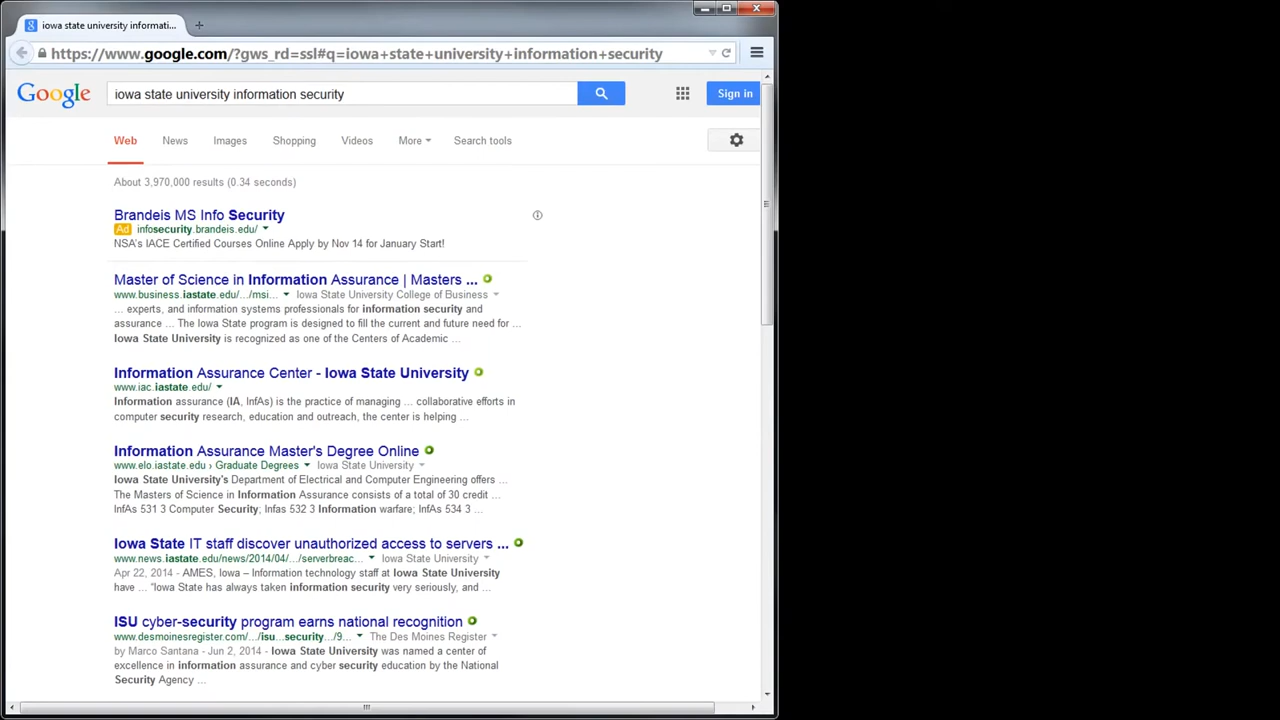 iowa state university informati...
https://www.google.com/?gws_rd=ssl#q=iowa+state+university+information+security
Google
iowa state university information security
Sign in
Web News Images Shopping Videos More Search tools
About 3,970,000 results (0.34 seconds)
Brandeis MS Info Security
Ad infosecurity.brandeis.edu/
NSA's IACE Certified Courses Online Apply by Nov 14 for January Start!
Master of Science in Information Assurance | Masters ...
www.business.iastate.edu/.../msi... Iowa State University College of Business
... experts, and information systems professionals for information security and
assurance ... The Iowa State program is designed to fill the current and future need for ...
Iowa State University is recognized as one of the Centers of Academic ...
Information Assurance Center - Iowa State University
www.iac.iastate.edu/
Information assurance (IA, InfAs) is the practice of managing ... collaborative efforts in
computer security research, education and outreach, the center is helping ...
Information Assurance Master's Degree Online
www.elo.iastate.edu › Graduate Degrees Iowa State University
Iowa State University's Department of Electrical and Computer Engineering offers ...
The Masters of Science in Information Assurance consists of a total of 30 credit ...
InfAs 531 3 Computer Security; Infas 532 3 Information warfare; InfAs 534 3 ...
Iowa State IT staff discover unauthorized access to servers ...
www.news.iastate.edu/news/2014/04/.../serverbreac... Iowa State University
Apr 22, 2014 - AMES, Iowa – Information technology staff at Iowa State University
have ... "Iowa State has always taken information security very seriously, and ...
ISU cyber-security program earns national recognition
www.desmoinesregister.com/.../isu...security.../9... The Des Moines Register
by Marco Santana - Jun 2, 2014 - Iowa State University was named a center of
excellence in information assurance and cyber security education by the National
Security Agency ...